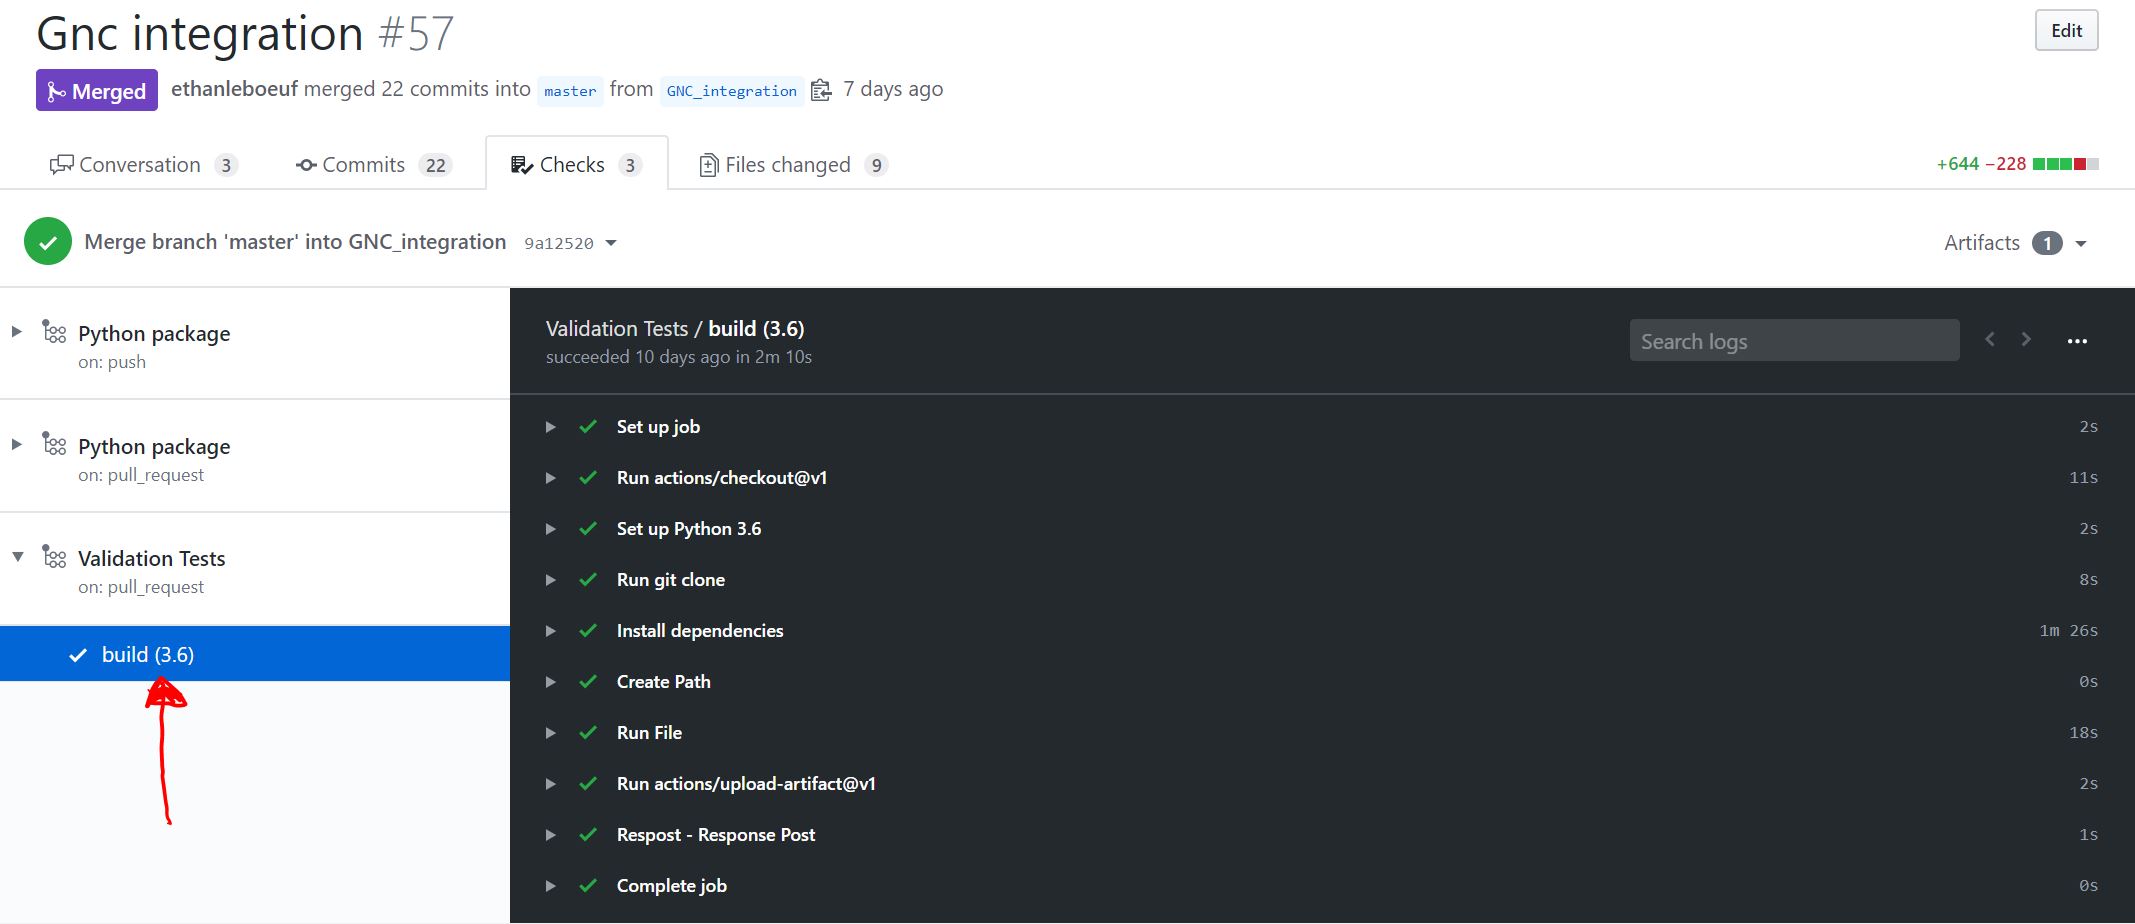 Gnc integration #57
Edit
Merged ethanleboeuf merged 22 commits into master from GNC_integration 7 days ago
Conversation 3 Commits 22 Checks 3 Files changed 9 +644 −228
Merge branch 'master' into GNC_integration 9a12520 Artifacts 1
Python package
on: push
Python package
on: pull_request
Validation Tests
on: pull_request
build (3.6)
Validation Tests / build (3.6)
succeeded 10 days ago in 2m 10s
Search logs
Set up job 2s
Run actions/checkout@v1 11s
Set up Python 3.6 2s
Run git clone 8s
Install dependencies 1m 26s
Create Path 0s
Run File 18s
Run actions/upload-artifact@v1 2s
Respost - Response Post 1s
Complete job 0s